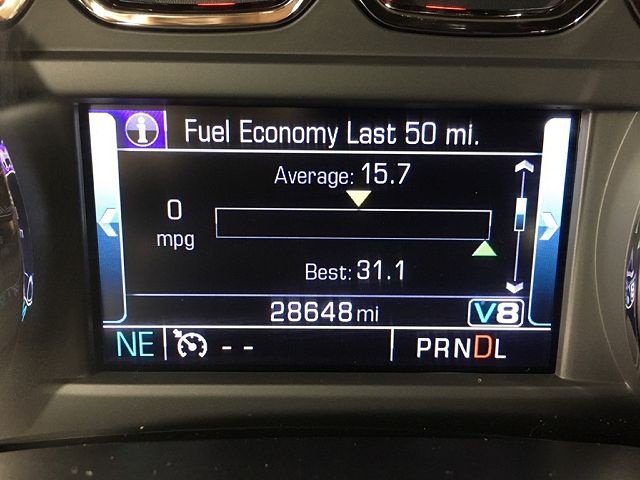 Fuel Economy Last 50 mi.
Average: 15.7
0
mpg
Best: 31.1
28648 mi
V8
NE
- -
PRNDL